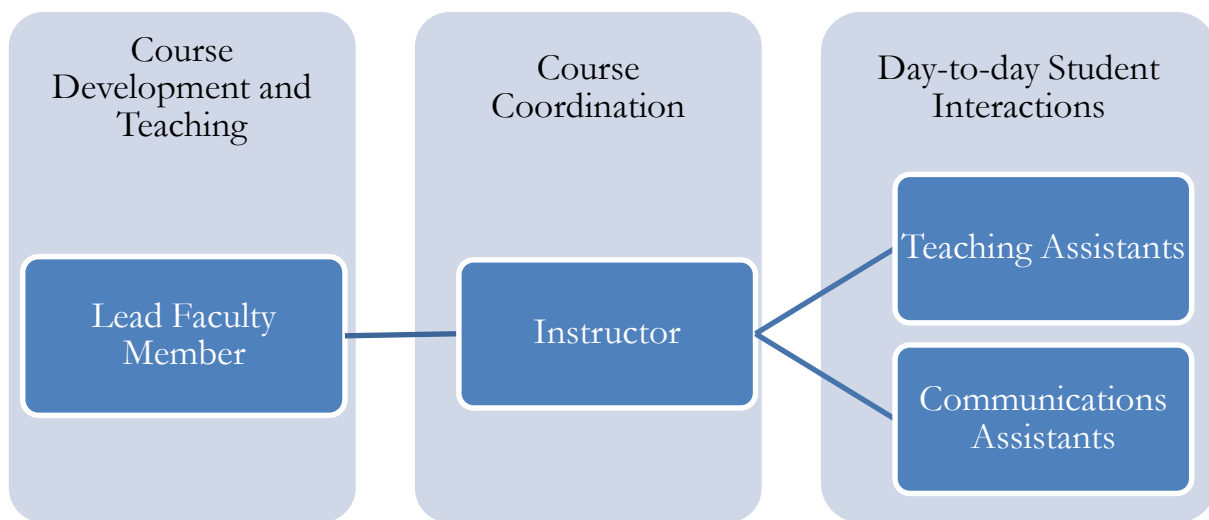 Course
Development and
Teaching
Lead Faculty
Member
Course
Coordination
Instructor
Day-to-day Student
Interactions
Teaching Assistants
Communications
Assistants